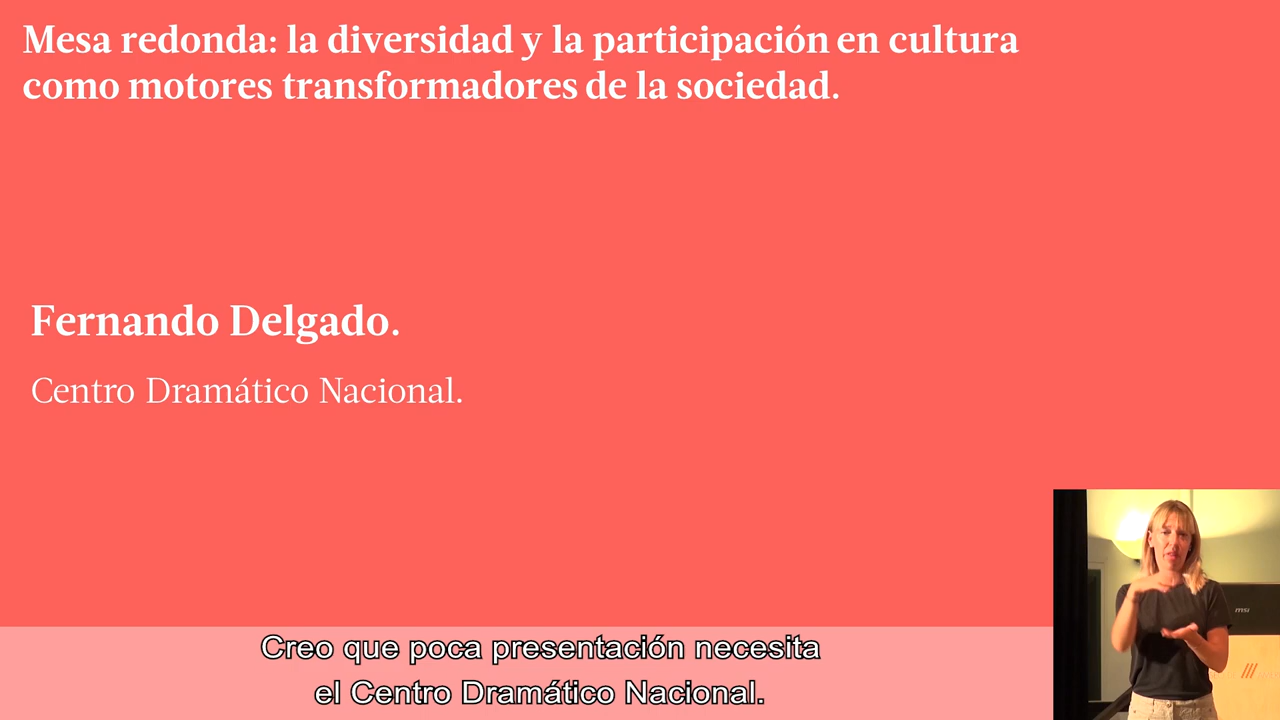 Mesa redonda: la diversidad y la participación en cultura
como motores transformadores de la sociedad.
Fernando Delgado.
Centro Dramático Nacional.
msi
Creo que poca presentación necesita
el Centro Dramático Nacional.